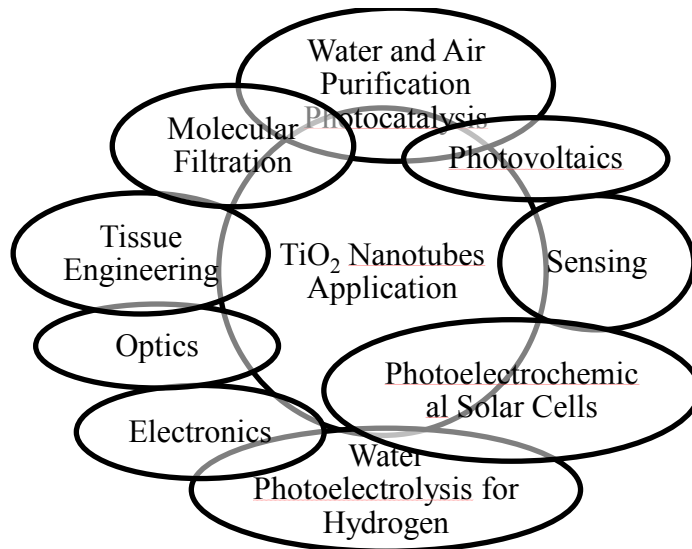 Water and Air
Purification
Photocatalysis
Molecular
Filtration
Photovoltaics
Tissue
Engineering
TiO₂ Nanotubes
Application
Sensing
Optics
Photoelectrochemic
al Solar Cells
Electronics
Water
Photoelectrolysis for
Hydrogen